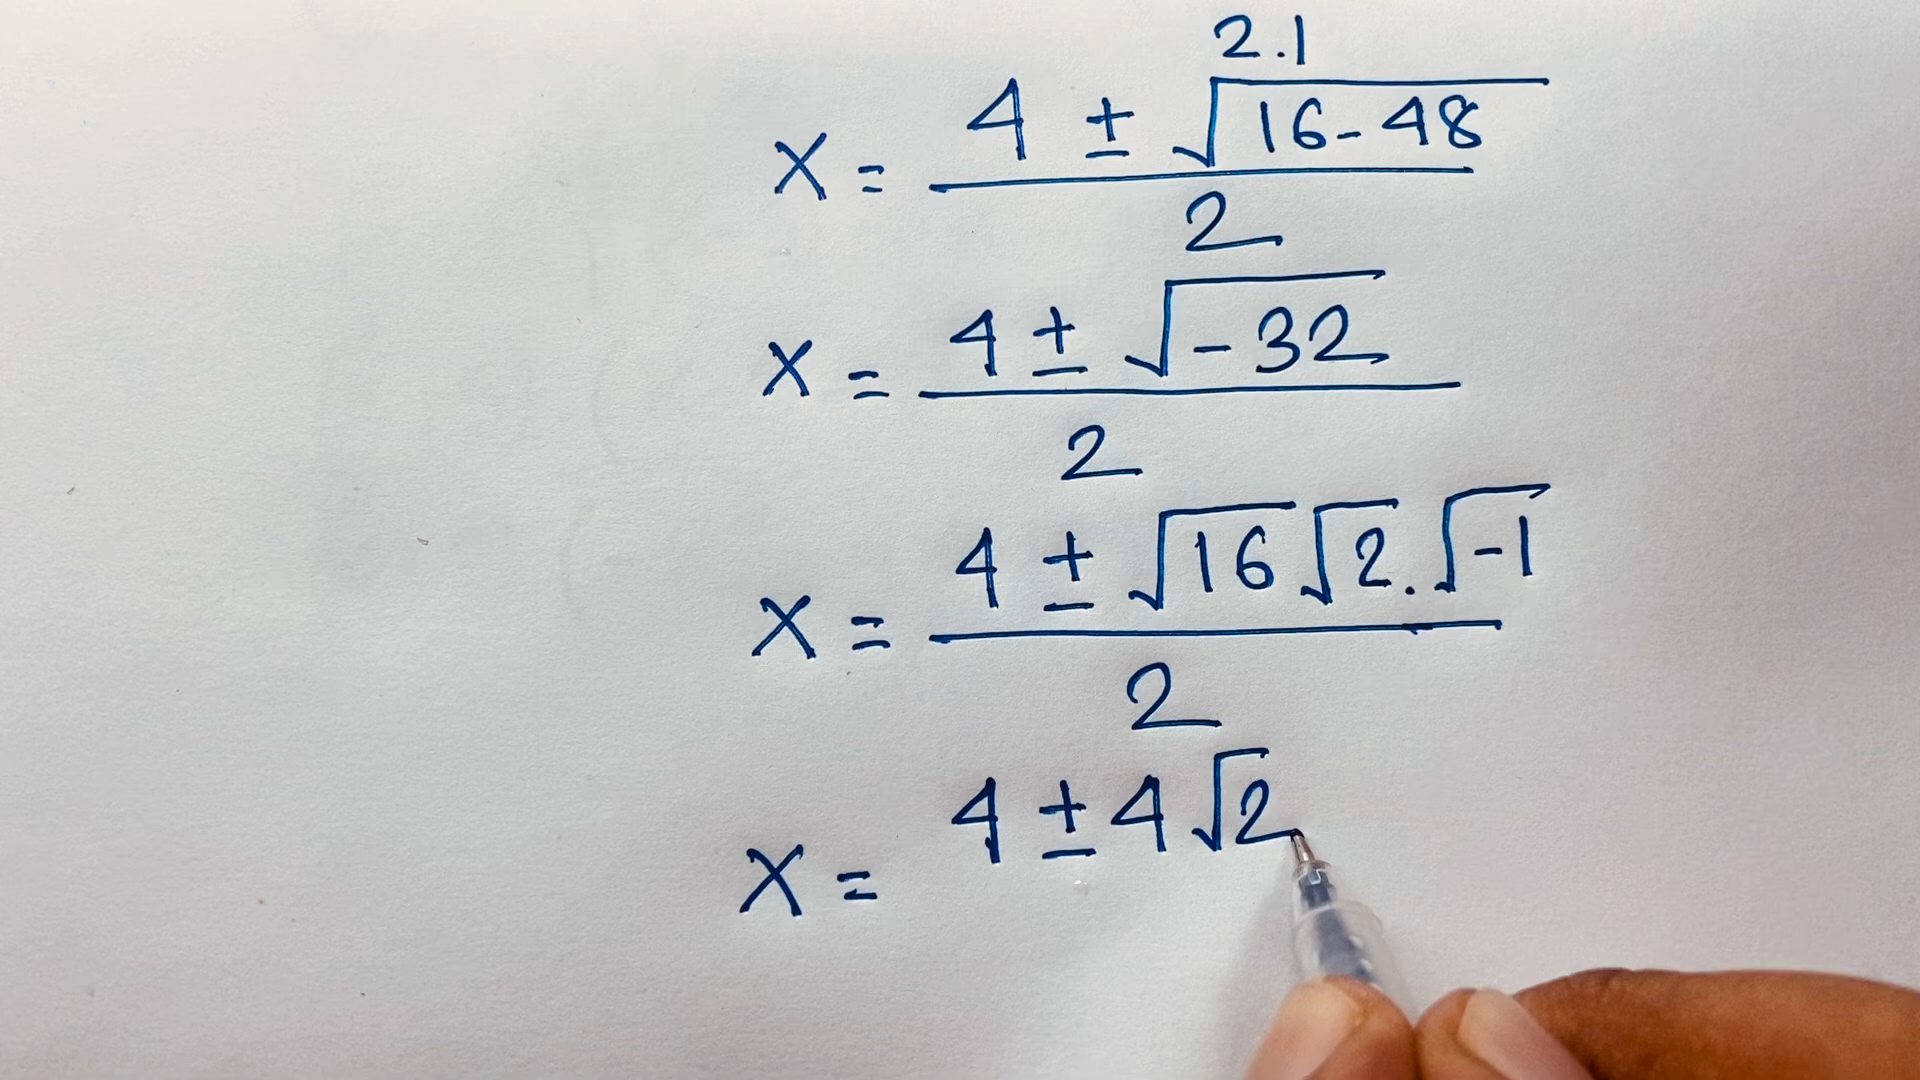 2.1
x = 4 ± √16-48
2
x = 4 ± √-32
2
x = 4 ± √16 √2 . √-1
2
x = 4 ± 4 √2